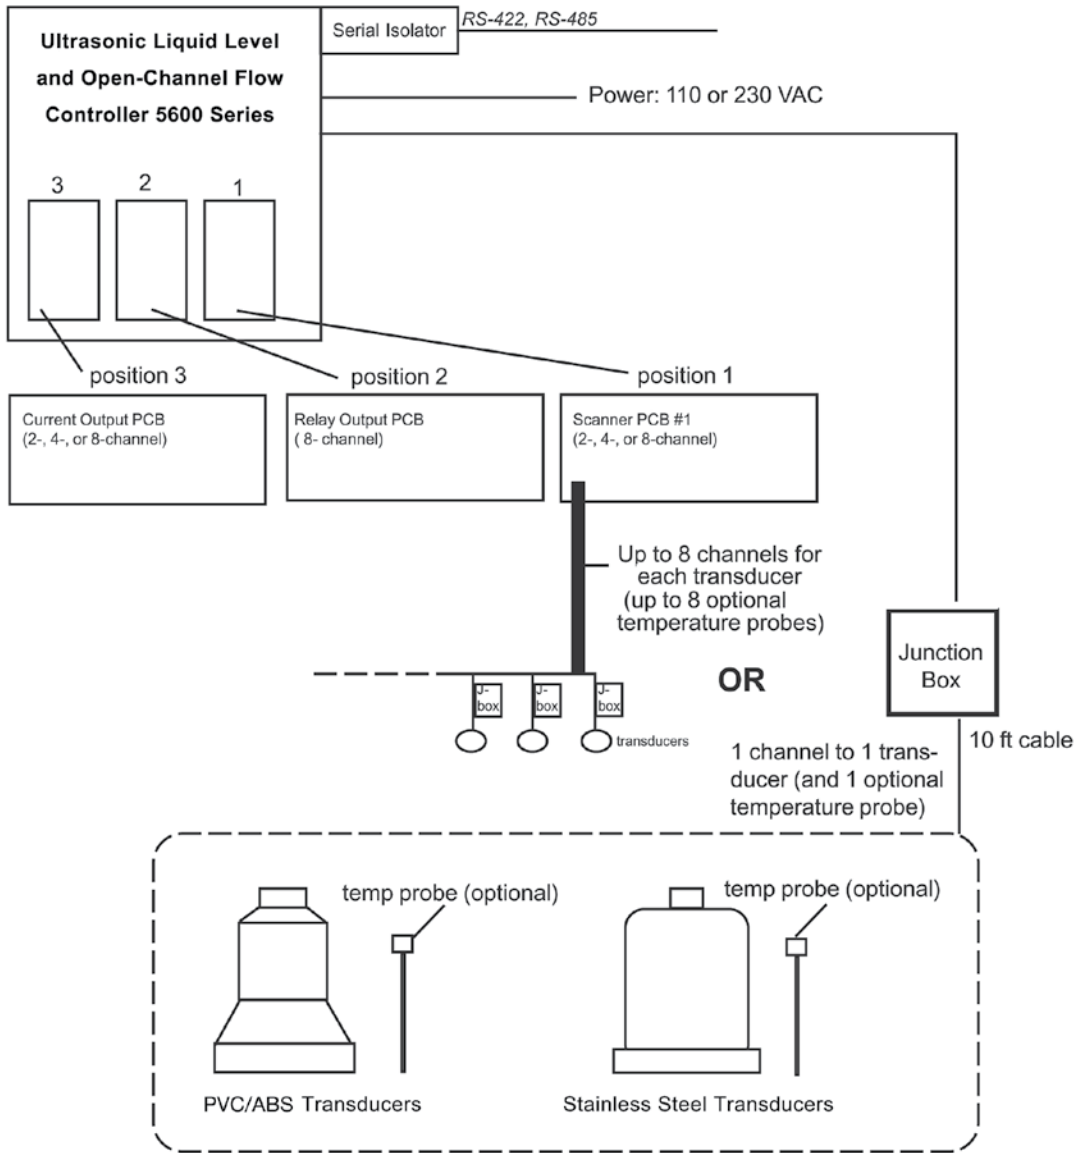 Ultrasonic Liquid Level
and Open-Channel Flow
Controller 5600 Series
Serial Isolator
RS-422, RS-485
Power: 110 or 230 VAC
3
2
1
position 3
position 2
position 1
Current Output PCB
(2-, 4-, or 8-channel)
Relay Output PCB
( 8- channel)
Scanner PCB #1
(2-, 4-, or 8-channel)
Up to 8 channels for
each transducer
(up to 8 optional
temperature probes)
OR
Junction
Box
J-
box
J-
box
J-
box
transducers
10 ft cable
1 channel to 1 trans-
ducer (and 1 optional
temperature probe)
temp probe (optional)
temp probe (optional)
PVC/ABS Transducers
Stainless Steel Transducers